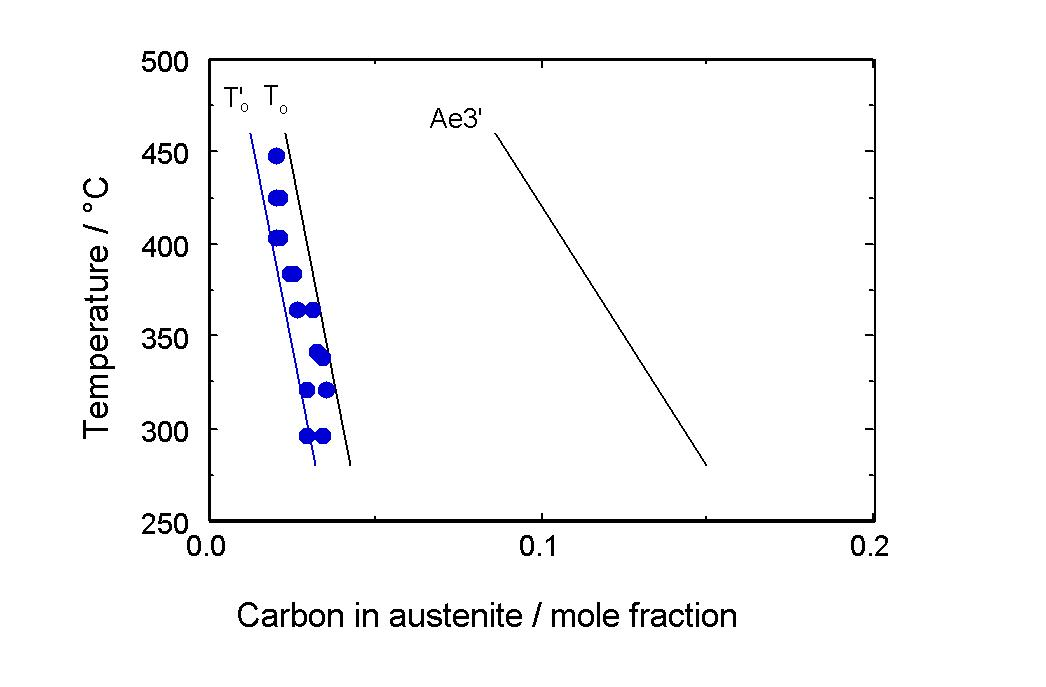 500
T'o To
Ae3'
450
400
350
300
250
0.0 0.1 0.2
Temperature / °C
Carbon in austenite / mole fraction